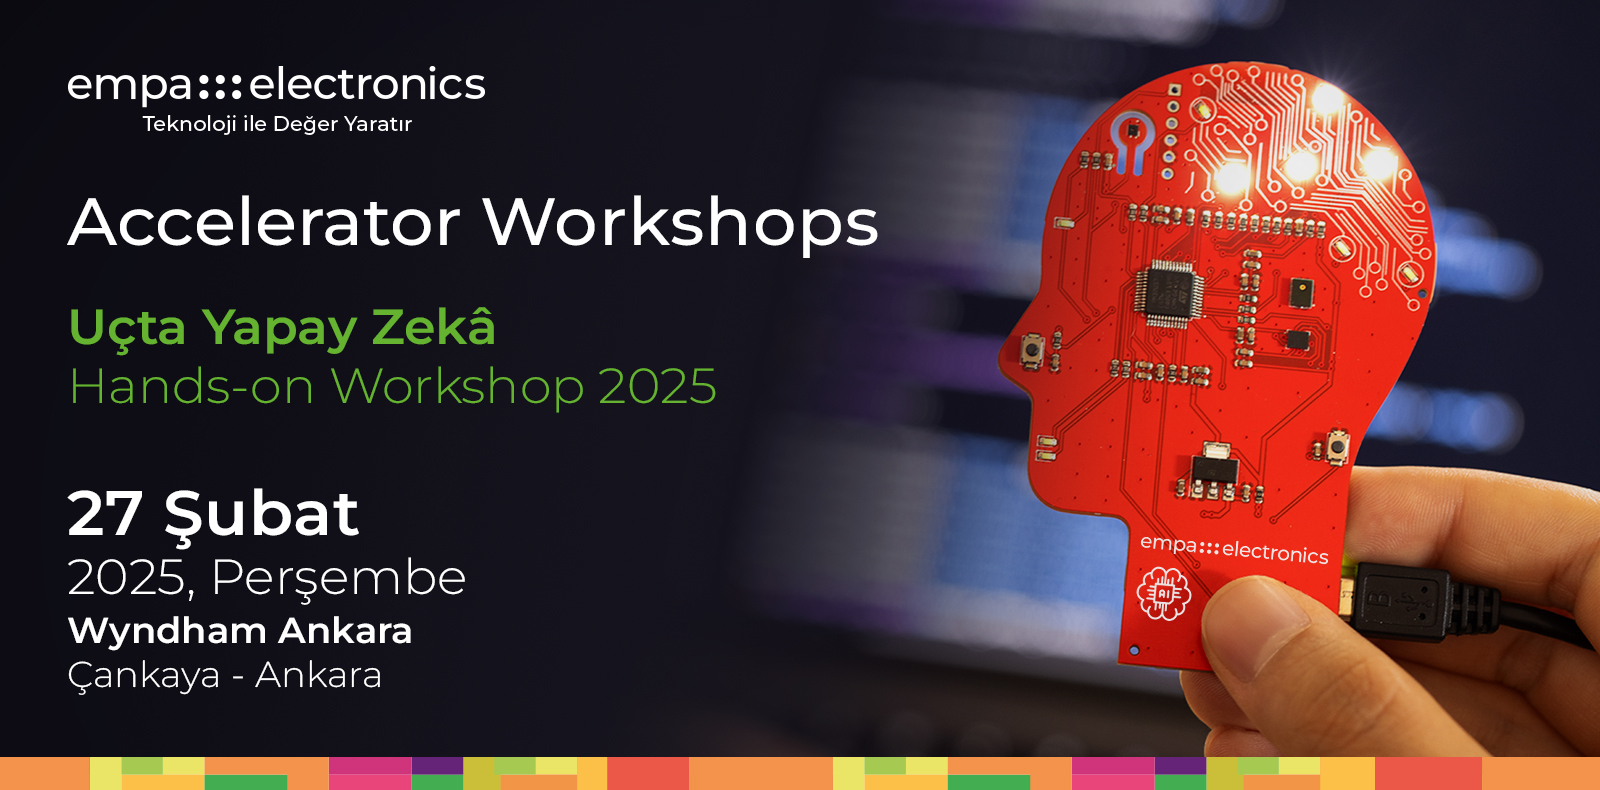 empa electronics
Teknoloji ile Değer Yaratır
Accelerator Workshops
Uçta Yapay Zekâ
Hands-on Workshop 2025
27 Şubat
2025, Perşembe
Wyndham Ankara
Çankaya - Ankara
empa electronics
AI
B